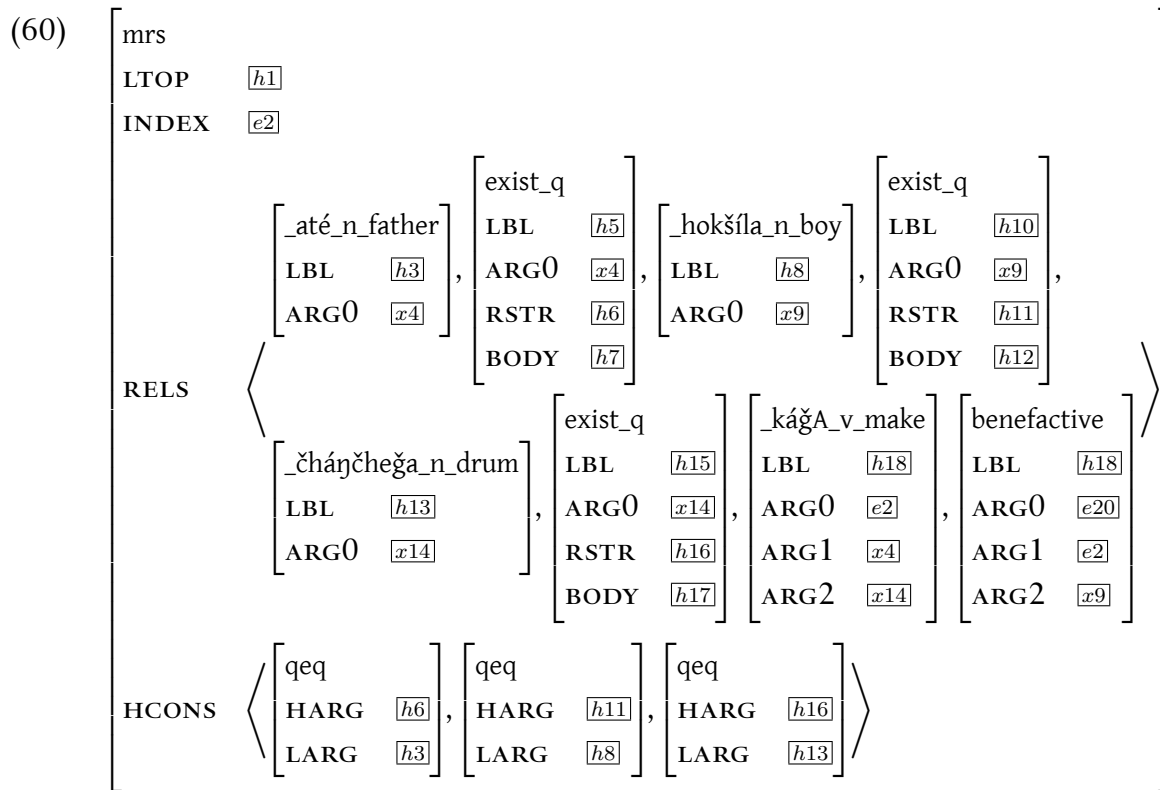 (60)
mrs
LTOP h1
INDEX e2
RELS
_até_n_father
LBL h3
ARG0 x4
,
exist_q
LBL h5
ARG0 x4
RSTR h6
BODY h7
,
_hokšíla_n_boy
LBL h8
ARG0 x9
,
exist_q
LBL h10
ARG0 x9
RSTR h11
BODY h12
,
_čháŋčheǧa_n_drum
LBL h13
ARG0 x14
,
exist_q
LBL h15
ARG0 x14
RSTR h16
BODY h17
,
_káǧA_v_make
LBL h18
ARG0 e2
ARG1 x4
ARG2 x14
,
benefactive
LBL h18
ARG0 e20
ARG1 e2
ARG2 x9
HCONS
qeq
HARG h6
LARG h3
,
qeq
HARG h11
LARG h8
,
qeq
HARG h16
LARG h13